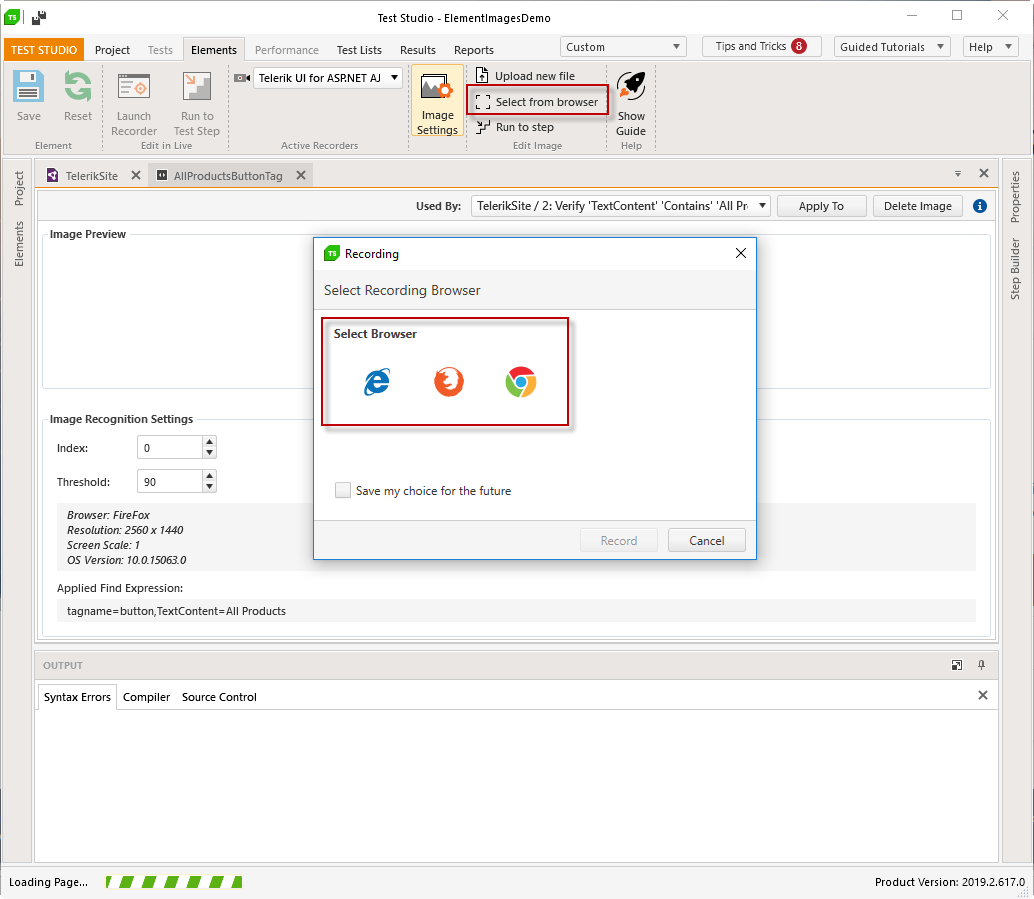 TS
Test Studio - ElementImagesDemo
TEST STUDIO Project Tests Elements Performance Test Lists Results Reports Custom Tips and Tricks 8 Guided Tutorials Help
Save
Reset
Launch Recorder
Run to Test Step
Telerik UI for ASP.NET AJ
Image Settings
Upload new file
Select from browser
Run to step
Show Guide
Element Edit in Live Active Recorders Edit Image Help
Project
Elements
TelerikSite AllProductsButtonTag
Properties
Step Builder
Used By: TelerikSite / 2: Verify 'TextContent' 'Contains' 'All Pr Apply To Delete Image
Image Preview
TS Recording
Select Recording Browser
Select Browser
Save my choice for the future
Record Cancel
Image Recognition Settings
Index: 0
Threshold: 90
Browser: FireFox
Resolution: 2560 x 1440
Screen Scale: 1
OS Version: 10.0.15063.0
Applied Find Expression:
tagname=button,TextContent=All Products
OUTPUT
Syntax Errors Compiler Source Control
Loading Page... Product Version: 2019.2.617.0